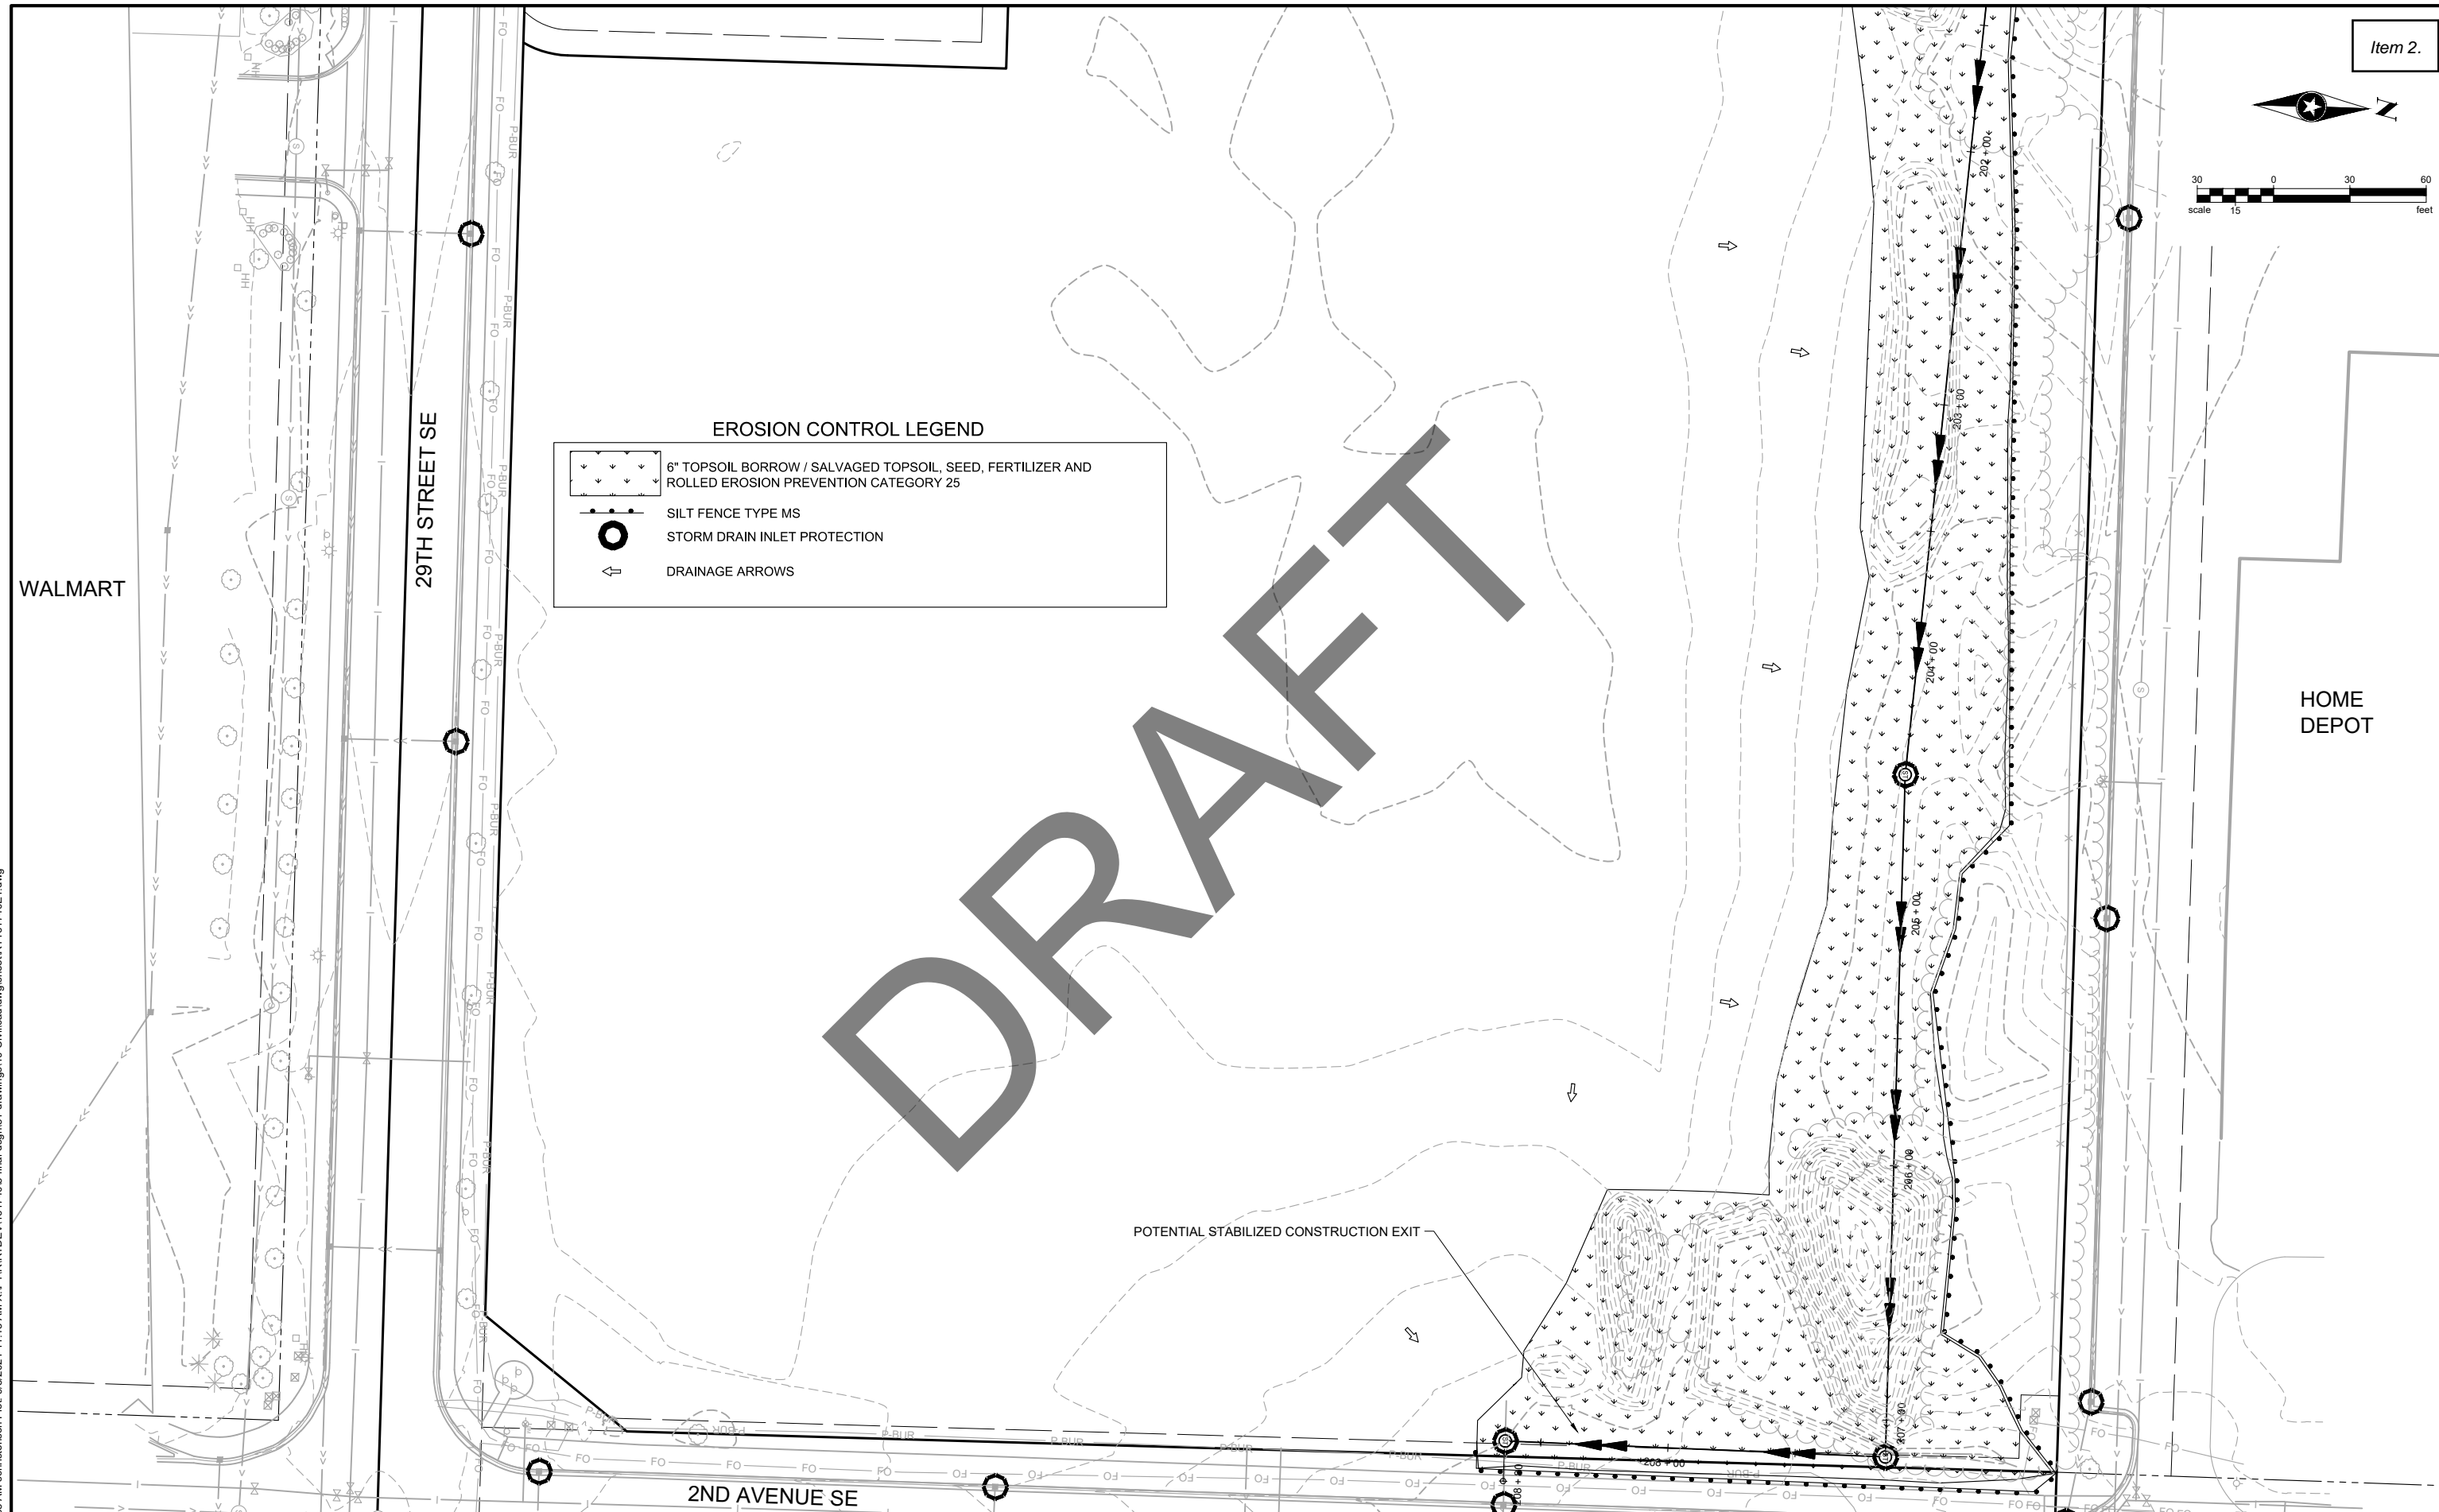 Item 2.
N
30 0 30 60
scale 15 feet
EROSION CONTROL LEGEND
6" TOPSOIL BORROW / SALVAGED TOPSOIL, SEED, FERTILIZER AND
ROLLED EROSION PREVENTION CATEGORY 25
SILT FENCE TYPE MS
STORM DRAIN INLET PROTECTION
DRAINAGE ARROWS
WALMART
29TH STREET SE
HOME
DEPOT
DRAFT
POTENTIAL STABILIZED CONSTRUCTION EXIT
2ND AVENUE SE
202 + 00
203 + 00
204 + 00
205 + 00
206 + 00
207 + 00
208 + 00
P-BUR
FO
HH